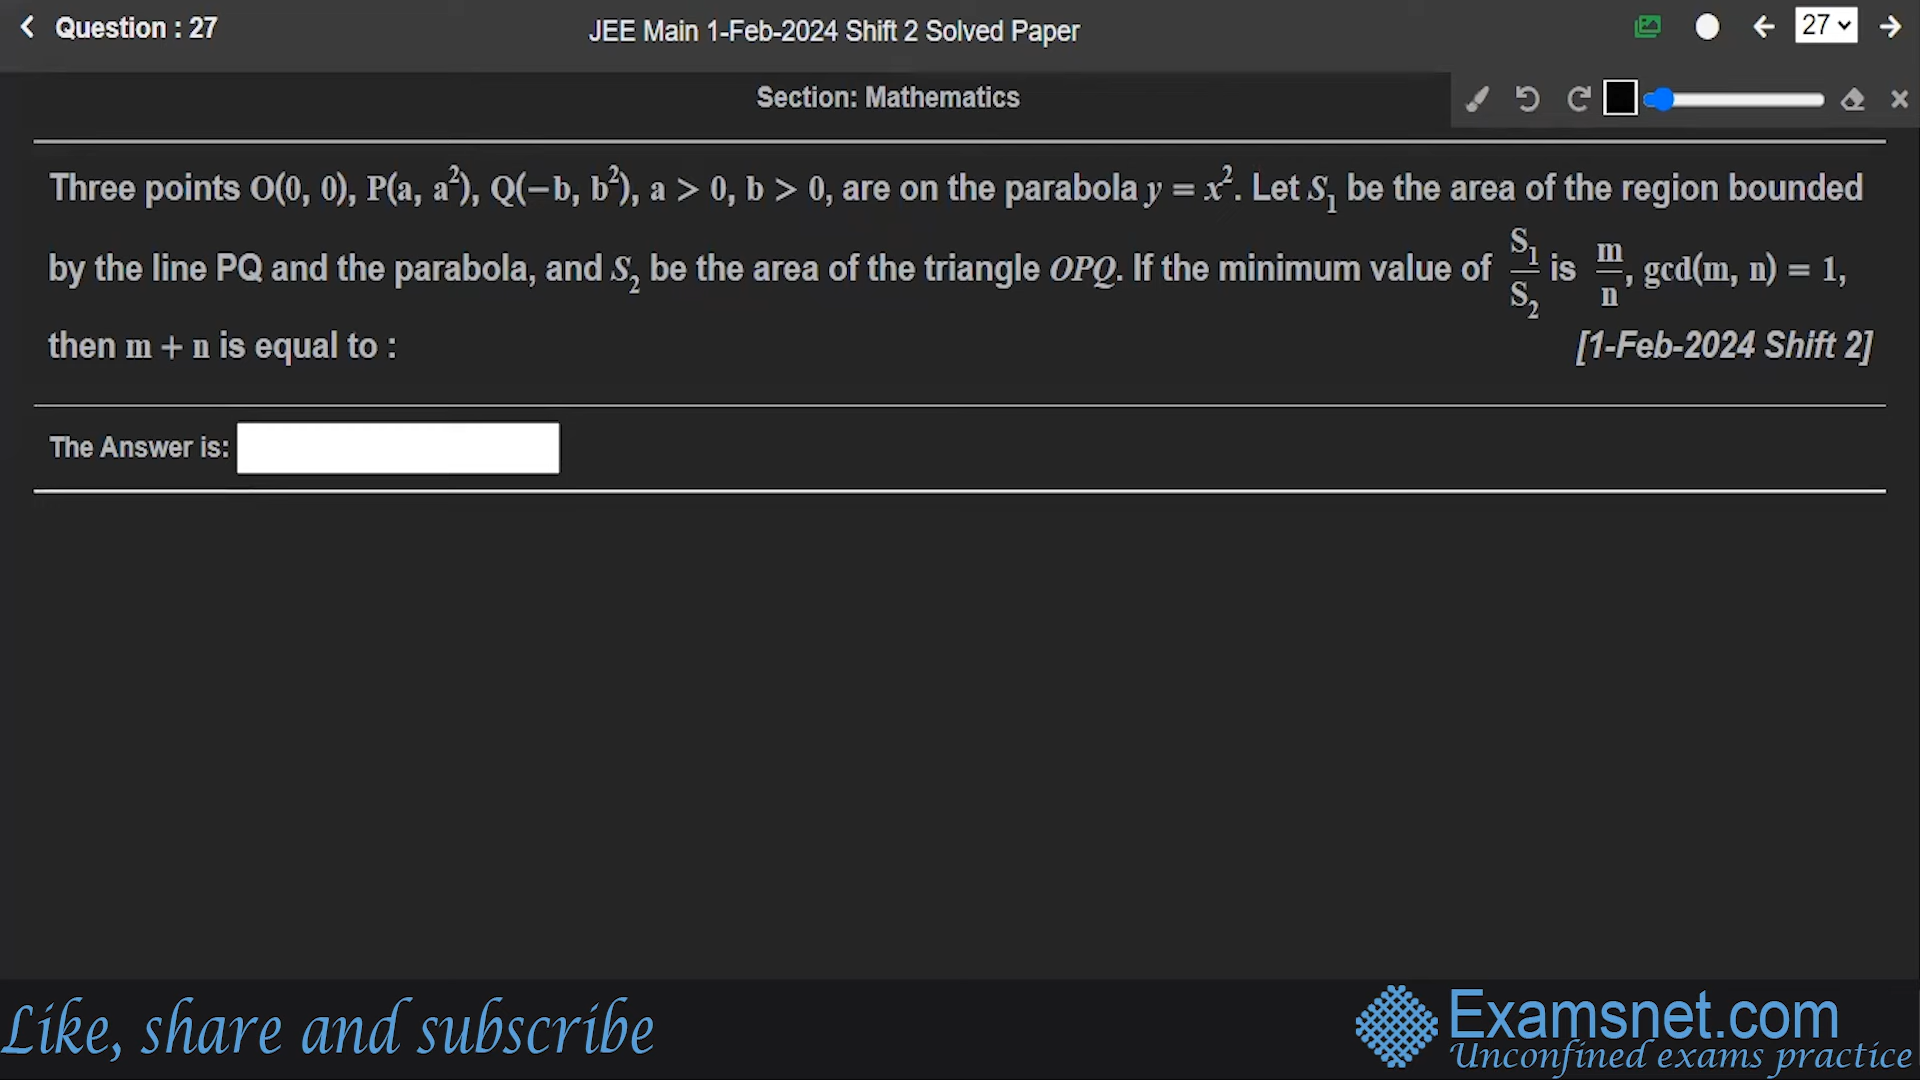 Question : 27
JEE Main 1-Feb-2024 Shift 2 Solved Paper
27
Section: Mathematics
Three points O(0, 0), P(a, a²), Q(−b, b²), a > 0, b > 0, are on the parabola y = x². Let S₁ be the area of the region bounded
by the line PQ and the parabola, and S₂ be the area of the triangle OPQ. If the minimum value of S₁/S₂ is m/n, gcd(m, n) = 1,
then m + n is equal to :
[1-Feb-2024 Shift 2]
The Answer is:
Like, share and subscribe
Examsnet.com
Unconfined exams practice